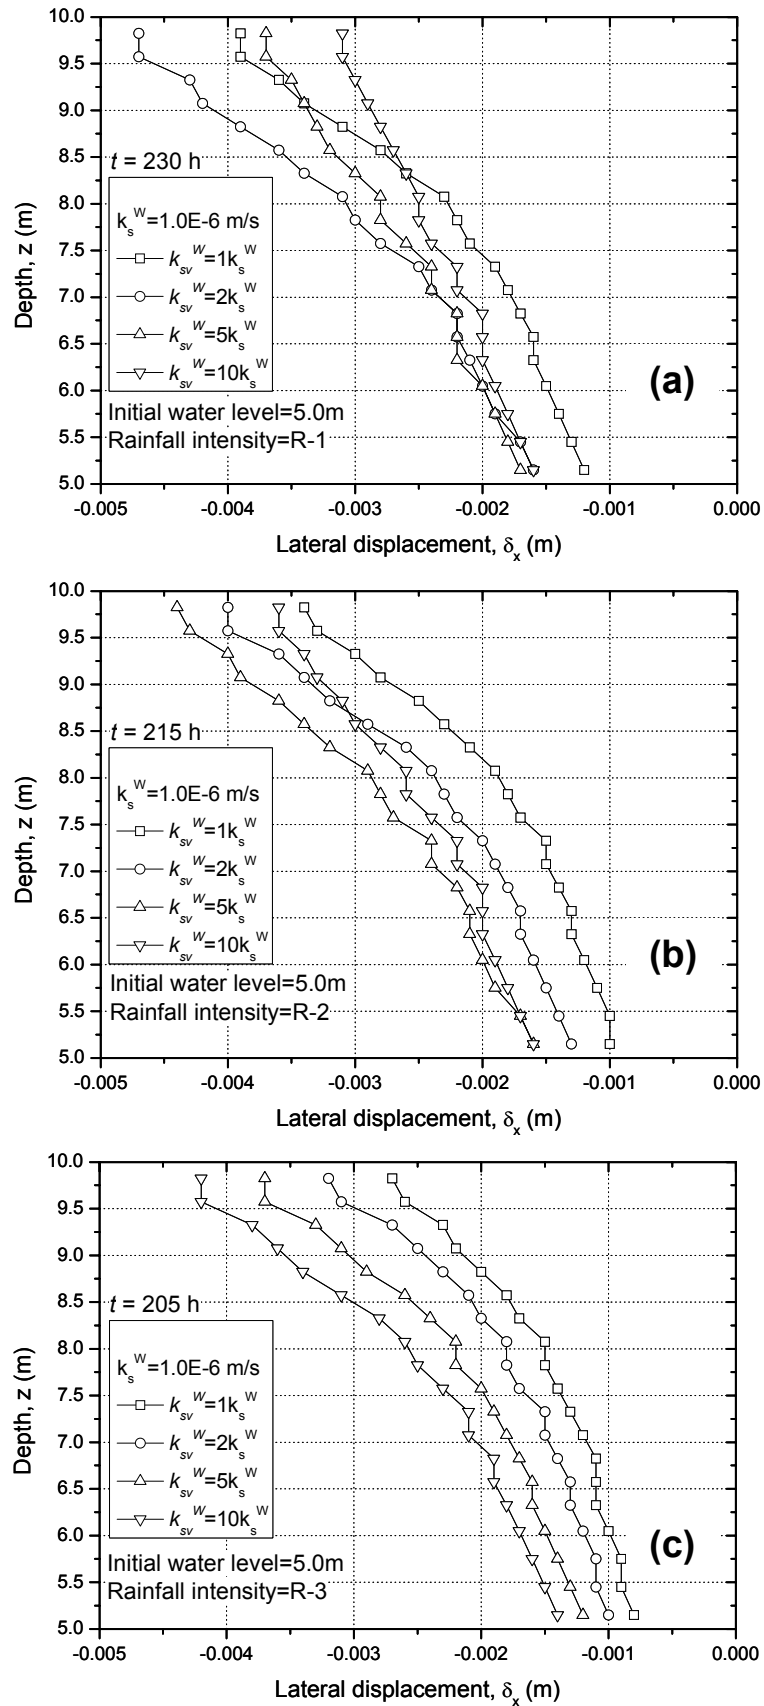 10.0
9.5
9.0
8.5
8.0
7.5
7.0
6.5
6.0
5.5
5.0
Depth, z (m)
t = 230 h
k_s^W=1.0E-6 m/s
k_sv^W=1k_s^W
k_sv^W=2k_s^W
k_sv^W=5k_s^W
k_sv^W=10k_s^W
Initial water level=5.0m
Rainfall intensity=R-1
(a)
-0.005 -0.004 -0.003 -0.002 -0.001 0.000
Lateral displacement, δ_x (m)
10.0
9.5
9.0
8.5
8.0
7.5
7.0
6.5
6.0
5.5
5.0
Depth, z (m)
t = 215 h
k_s^W=1.0E-6 m/s
k_sv^W=1k_s^W
k_sv^W=2k_s^W
k_sv^W=5k_s^W
k_sv^W=10k_s^W
Initial water level=5.0m
Rainfall intensity=R-2
(b)
-0.005 -0.004 -0.003 -0.002 -0.001 0.000
Lateral displacement, δ_x (m)
10.0
9.5
9.0
8.5
8.0
7.5
7.0
6.5
6.0
5.5
5.0
Depth, z (m)
t = 205 h
k_s^W=1.0E-6 m/s
k_sv^W=1k_s^W
k_sv^W=2k_s^W
k_sv^W=5k_s^W
k_sv^W=10k_s^W
Initial water level=5.0m
Rainfall intensity=R-3
(c)
-0.005 -0.004 -0.003 -0.002 -0.001 0.000
Lateral displacement, δ_x (m)